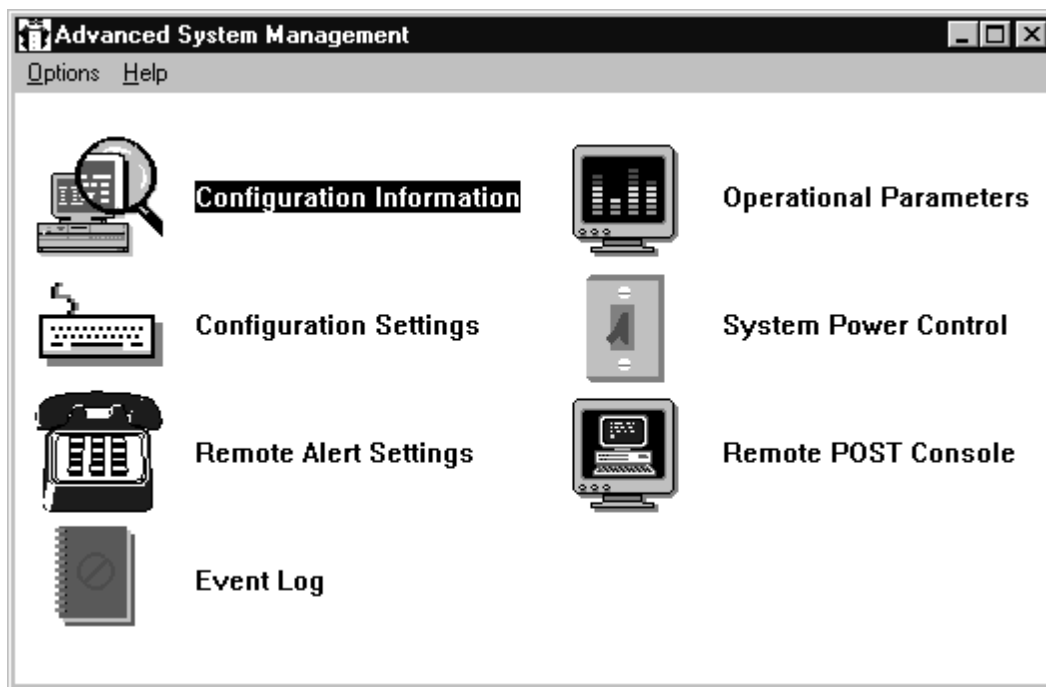 Advanced System Management
Options Help
Configuration Information
Operational Parameters
Configuration Settings
System Power Control
Remote Alert Settings
Remote POST Console
Event Log